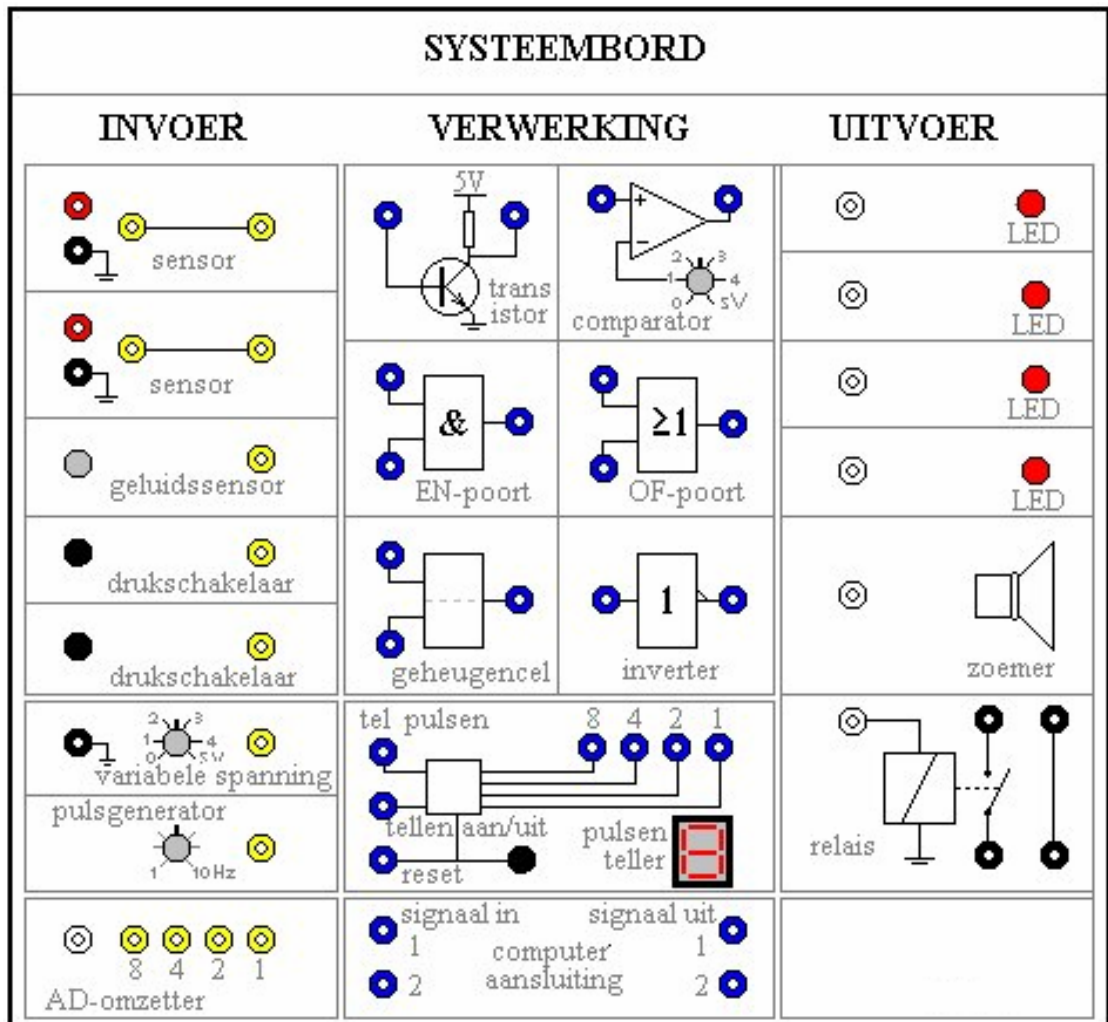 SYSTEEMBORD
INVOER
VERWERKING
UITVOER
sensor
sensor
geluidssensor
drukschakelaar
drukschakelaar
0 1 2 3 4 5V
variabele spanning
pulsgenerator
1 10Hz
8 4 2 1
AD-omzetter
5V
trans
istor
+
−
0 1 2 3 4 5V
comparator
&
EN-poort
≥1
OF-poort
geheugencel
1
inverter
tel pulsen
8 4 2 1
tellen aan/uit
reset
pulsen
teller
8
signaal in
1
2
computer
aansluiting
signaal uit
1
2
LED
LED
LED
LED
zoemer
relais